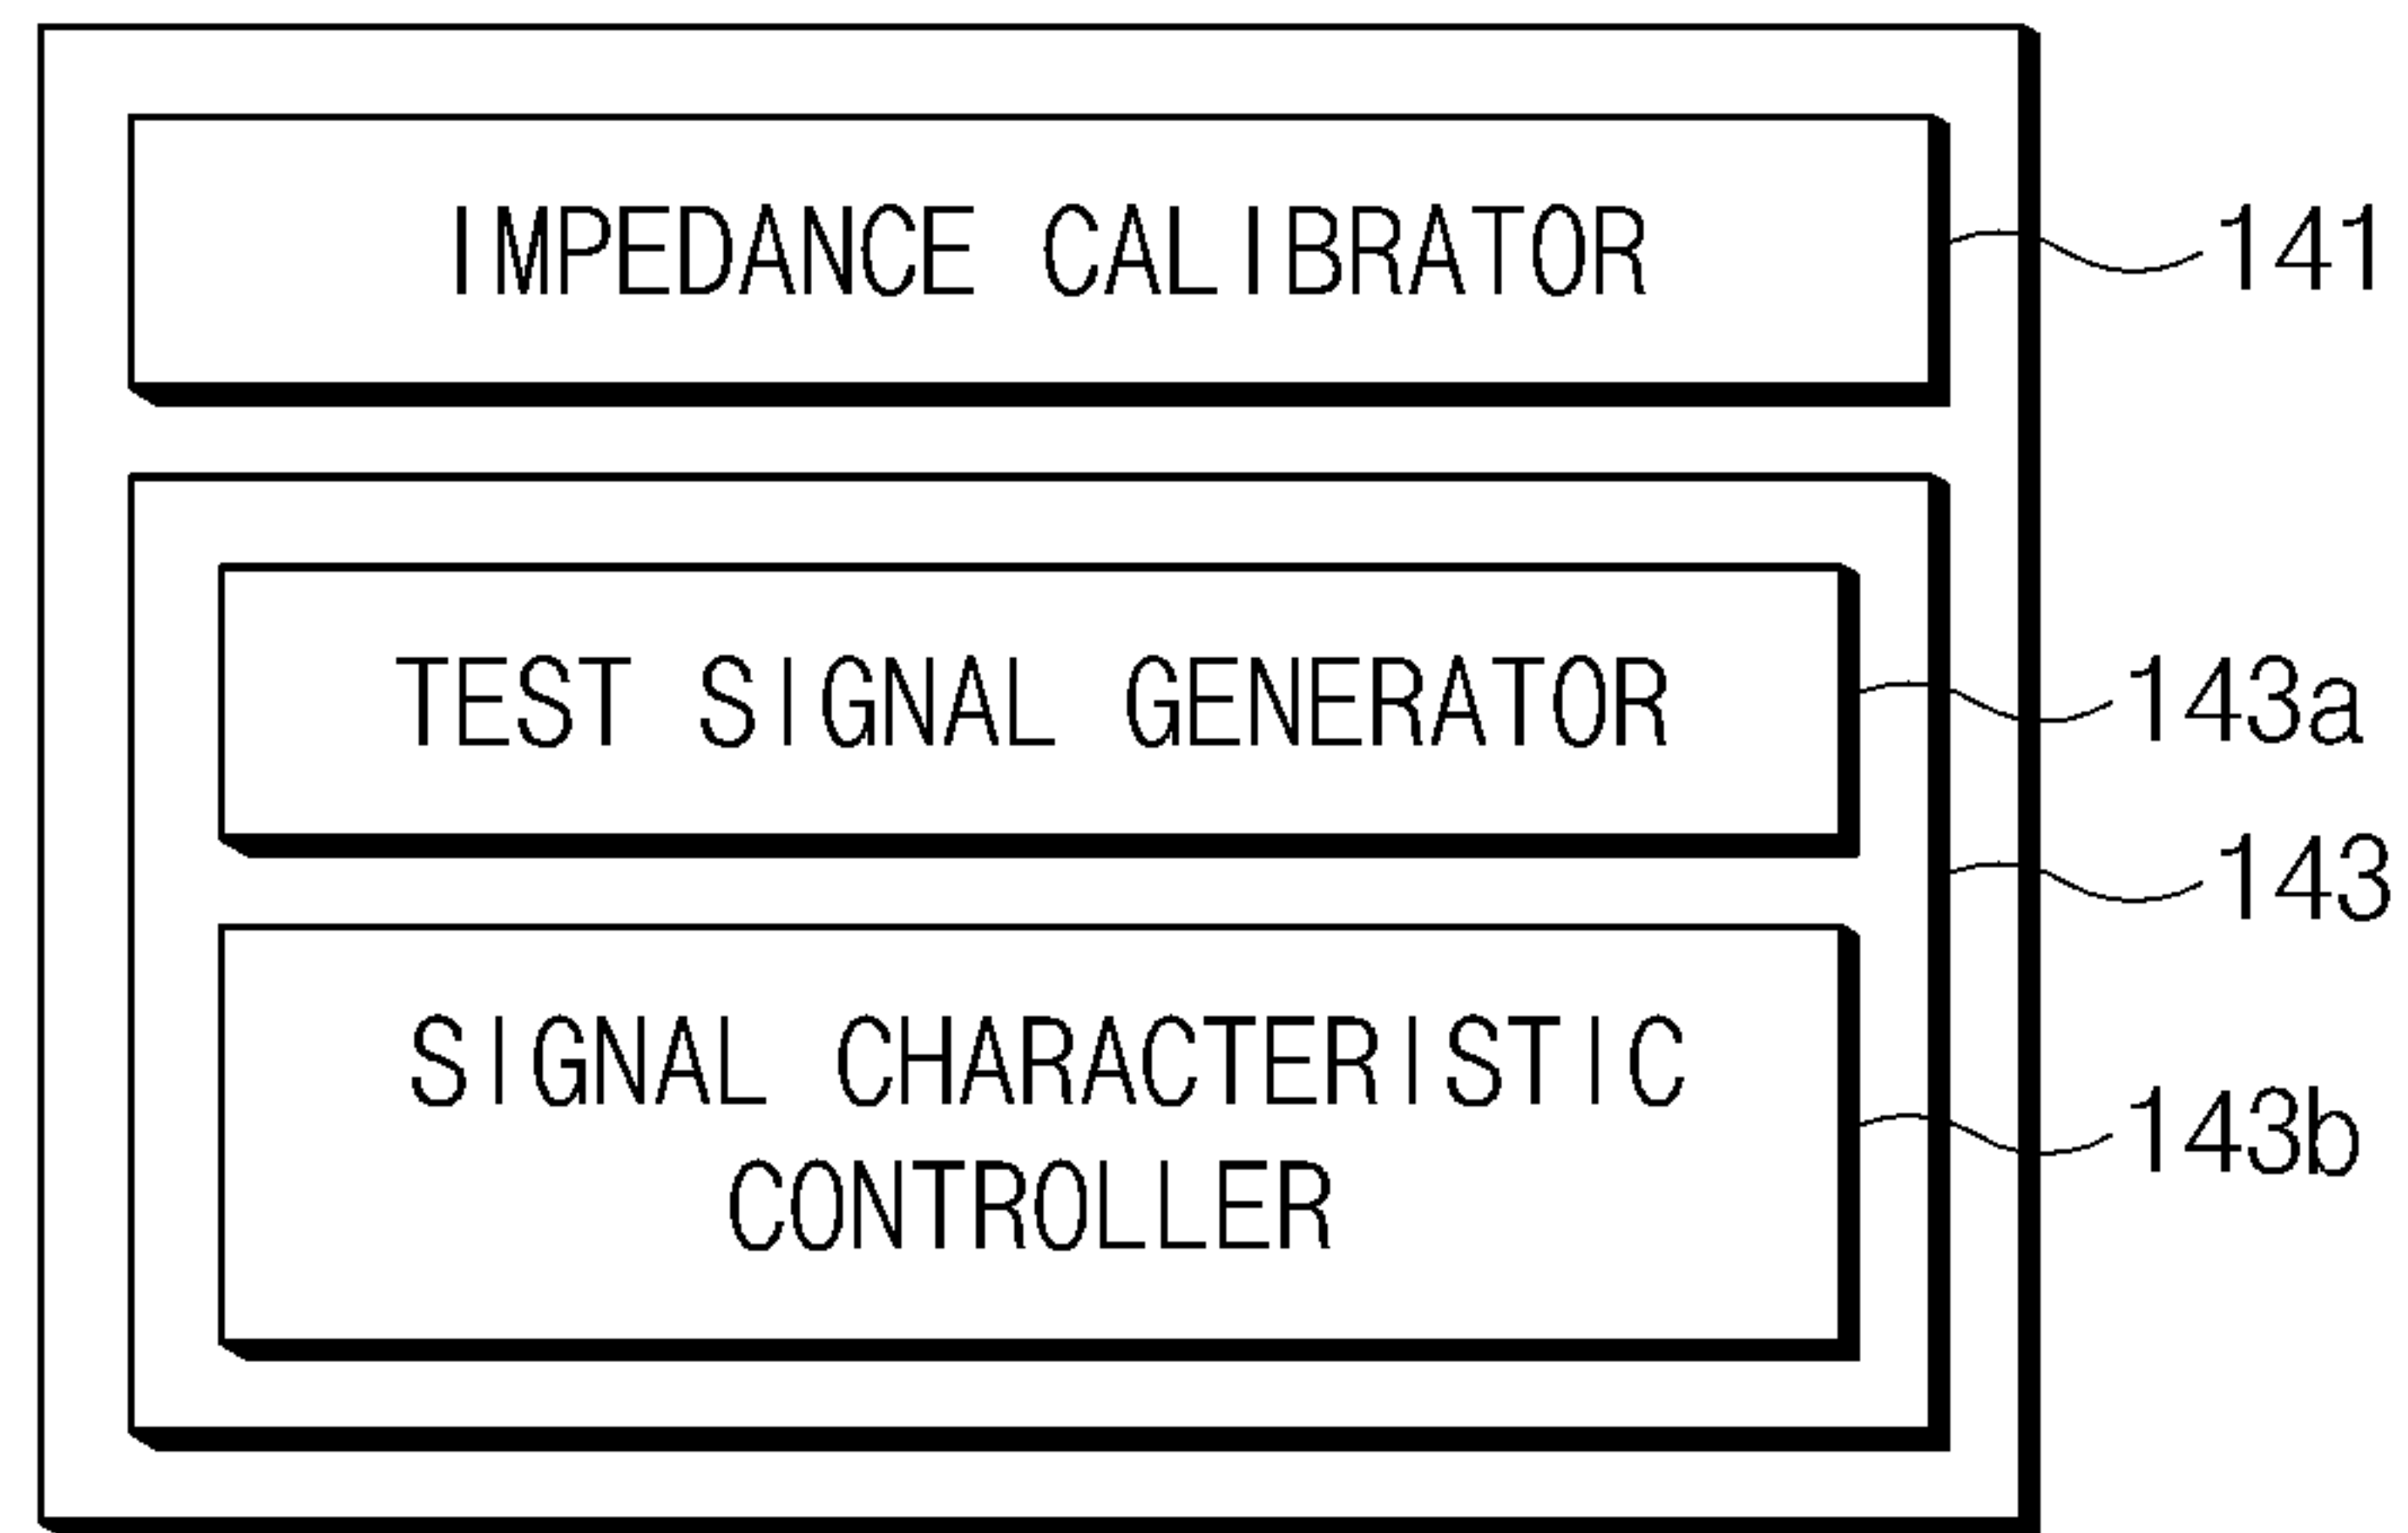 IMPEDANCE CALIBRATOR
141
TEST SIGNAL GENERATOR
143a
143
SIGNAL CHARACTERISTIC
CONTROLLER
143b